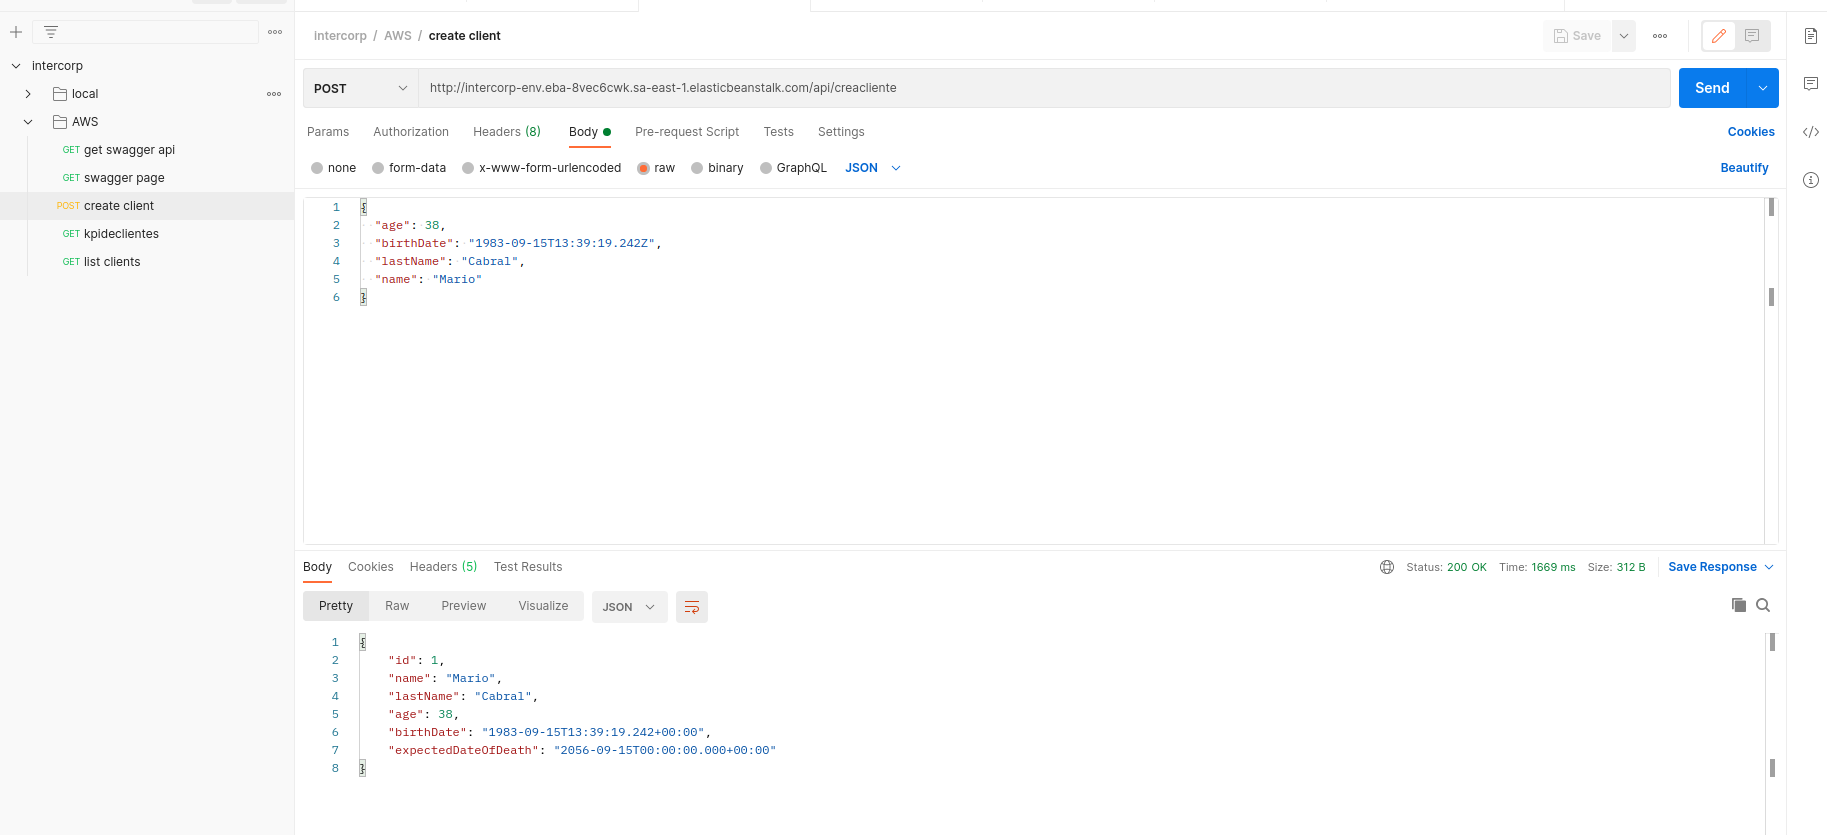 intercorp
local
AWS
GET get swagger api
GET swagger page
POST create client
GET kpideclientes
GET list clients
intercorp / AWS / create client
Save
POST
http://intercorp-env.eba-8vec6cwk.sa-east-1.elasticbeanstalk.com/api/creacliente
Send
Params Authorization Headers (8) Body Pre-request Script Tests Settings Cookies
none form-data x-www-form-urlencoded raw binary GraphQL JSON Beautify
1 {
2 "age": 38,
3 "birthDate": "1983-09-15T13:39:19.242Z",
4 "lastName": "Cabral",
5 "name": "Mario"
6 }
Body Cookies Headers (5) Test Results Status: 200 OK Time: 1669 ms Size: 312 B Save Response
Pretty Raw Preview Visualize JSON
1 {
2 "id": 1,
3 "name": "Mario",
4 "lastName": "Cabral",
5 "age": 38,
6 "birthDate": "1983-09-15T13:39:19.242+00:00",
7 "expectedDateOfDeath": "2056-09-15T00:00:00.000+00:00"
8 }